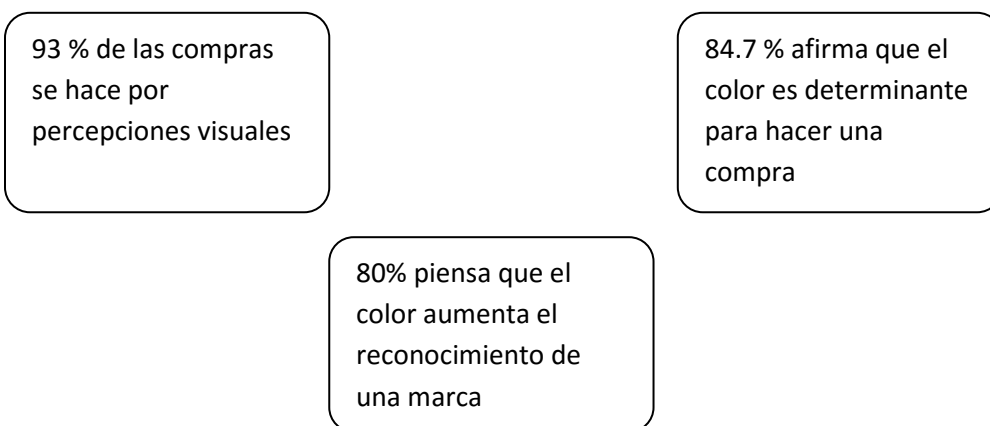 93 % de las compras
se hace por
percepciones visuales
84.7 % afirma que el
color es determinante
para hacer una
compra
80% piensa que el
color aumenta el
reconocimiento de
una marca